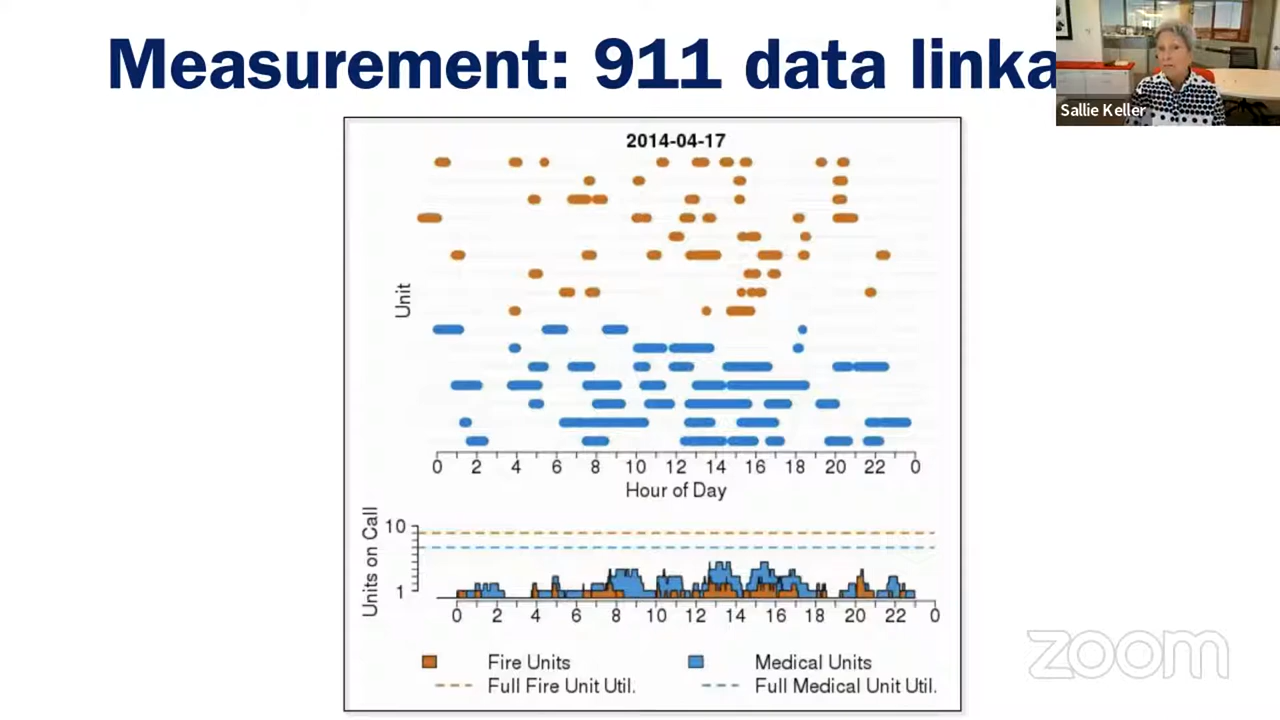 Measurement: 911 data linka
Sallie Keller
2014-04-17
Unit
0 2 4 6 8 10 12 14 16 18 20 22 0
Hour of Day
Units on Call
10
1
0 2 4 6 8 10 12 14 16 18 20 22 0
Fire Units
Medical Units
Full Fire Unit Util.
Full Medical Unit Util.
zoom